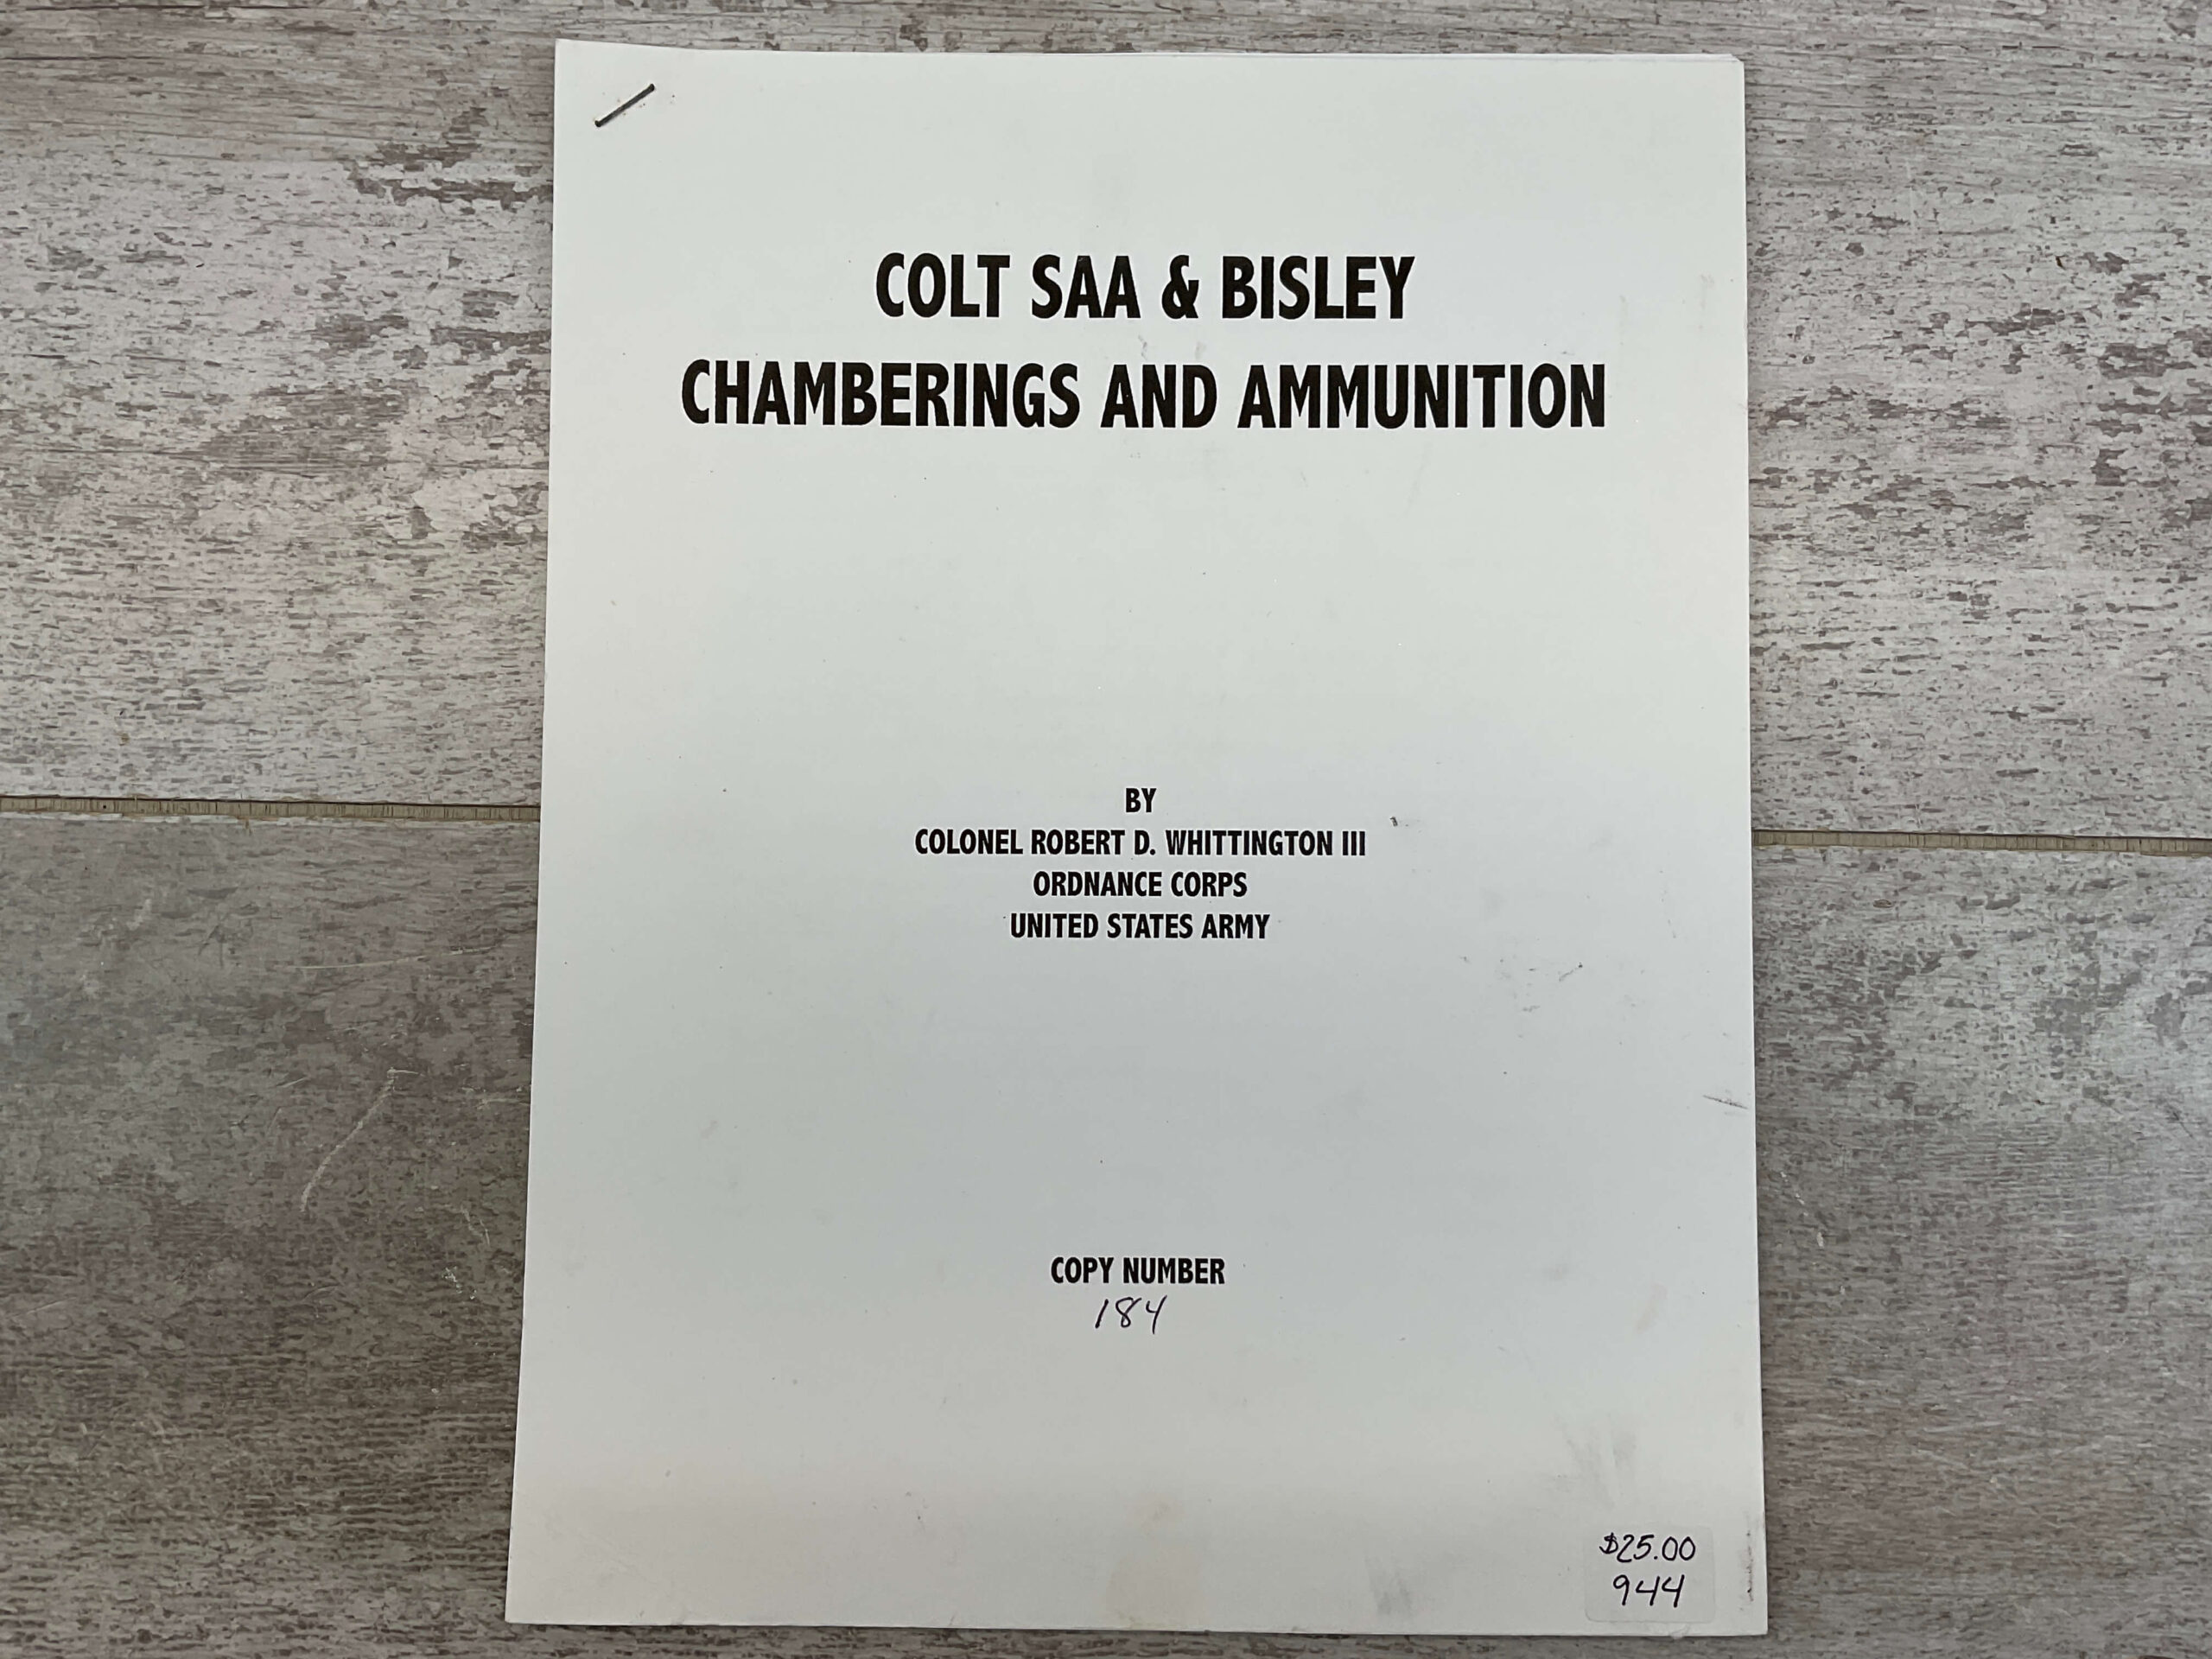 COLT SAA & BISLEY
CHAMBERINGS AND AMMUNITION
BY
COLONEL ROBERT D. WHITTINGTON III
ORDNANCE CORPS
UNITED STATES ARMY
COPY NUMBER
184
$25.00
944